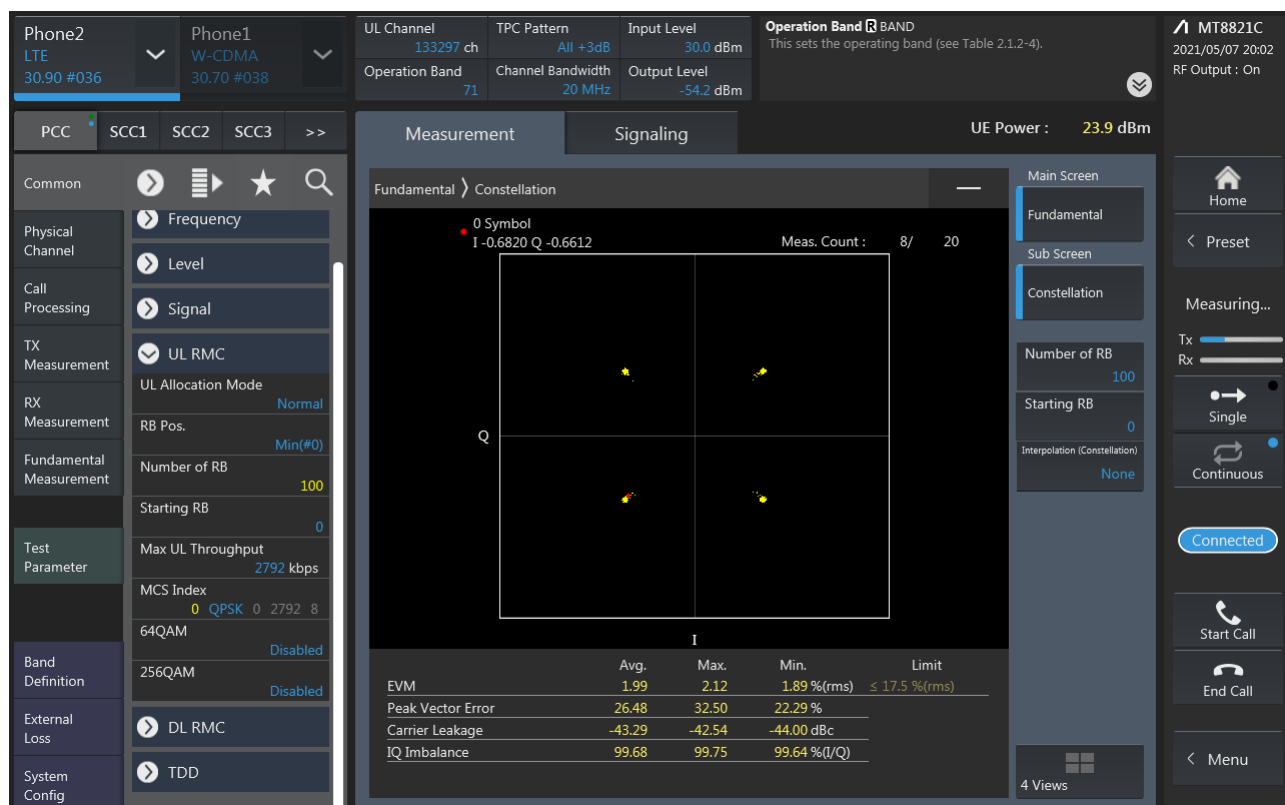 Phone2
LTE
30.90 #036
Phone1
W-CDMA
30.70 #038
UL Channel
133297 ch
TPC Pattern
All +3dB
Input Level
30.0 dBm
Operation Band
71
Channel Bandwidth
20 MHz
Output Level
-54.2 dBm
Operation Band R BAND
This sets the operating band (see Table 2.1.2-4).
MT8821C
2021/05/07 20:02
RF Output : On
PCC SCC1 SCC2 SCC3 >>
Measurement Signaling
UE Power : 23.9 dBm
Common
Physical
Channel
Call
Processing
TX
Measurement
RX
Measurement
Fundamental
Measurement
Test
Parameter
Band
Definition
External
Loss
System
Config
Frequency
Level
Signal
UL RMC
UL Allocation Mode
Normal
RB Pos.
Min(#0)
Number of RB
100
Starting RB
0
Max UL Throughput
2792 kbps
MCS Index
0 QPSK 0 2792 8
64QAM
Disabled
256QAM
Disabled
DL RMC
TDD
Fundamental 〉 Constellation
0 Symbol
I -0.6820 Q -0.6612 Meas. Count : 8/ 20
Q
I
Avg. Max. Min. Limit
EVM 1.99 2.12 1.89 %(rms) ≤ 17.5 %(rms)
Peak Vector Error 26.48 32.50 22.29 %
Carrier Leakage -43.29 -42.54 -44.00 dBc
IQ Imbalance 99.68 99.75 99.64 %(I/Q)
Main Screen
Fundamental
Sub Screen
Constellation
Number of RB
100
Starting RB
0
Interpolation (Constellation)
None
4 Views
Home
< Preset
Measuring...
Tx
Rx
Single
Continuous
Connected
Start Call
End Call
< Menu